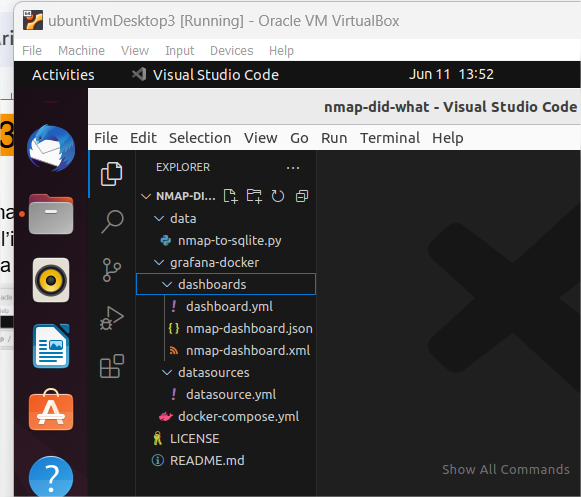 ubuntiVmDesktop3 [Running] - Oracle VM VirtualBox
File Machine View Input Devices Help
Activities Visual Studio Code Jun 11 13:52
nmap-did-what - Visual Studio Code
File Edit Selection View Go Run Terminal Help
EXPLORER ...
NMAP-DI...
data
nmap-to-sqlite.py
grafana-docker
dashboards
! dashboard.yml
{ } nmap-dashboard.json
nmap-dashboard.xml
datasources
! datasource.yml
docker-compose.yml
LICENSE
README.md
Show All Commands